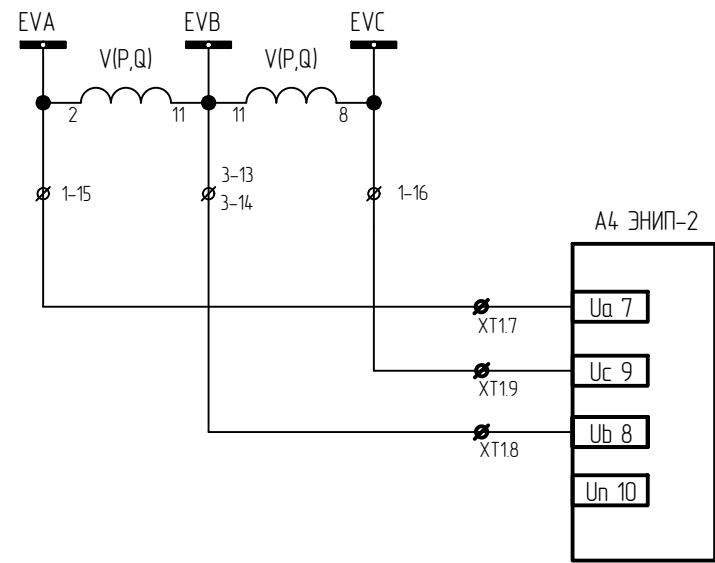 EVA EVB EVC
V(P,Q) V(P,Q)
2 11 11 8
1-15
3-13
3-14
1-16
А4 ЭНИП-2
Ua 7
XT1.7
Uc 9
XT1.9
Ub 8
XT1.8
Un 10